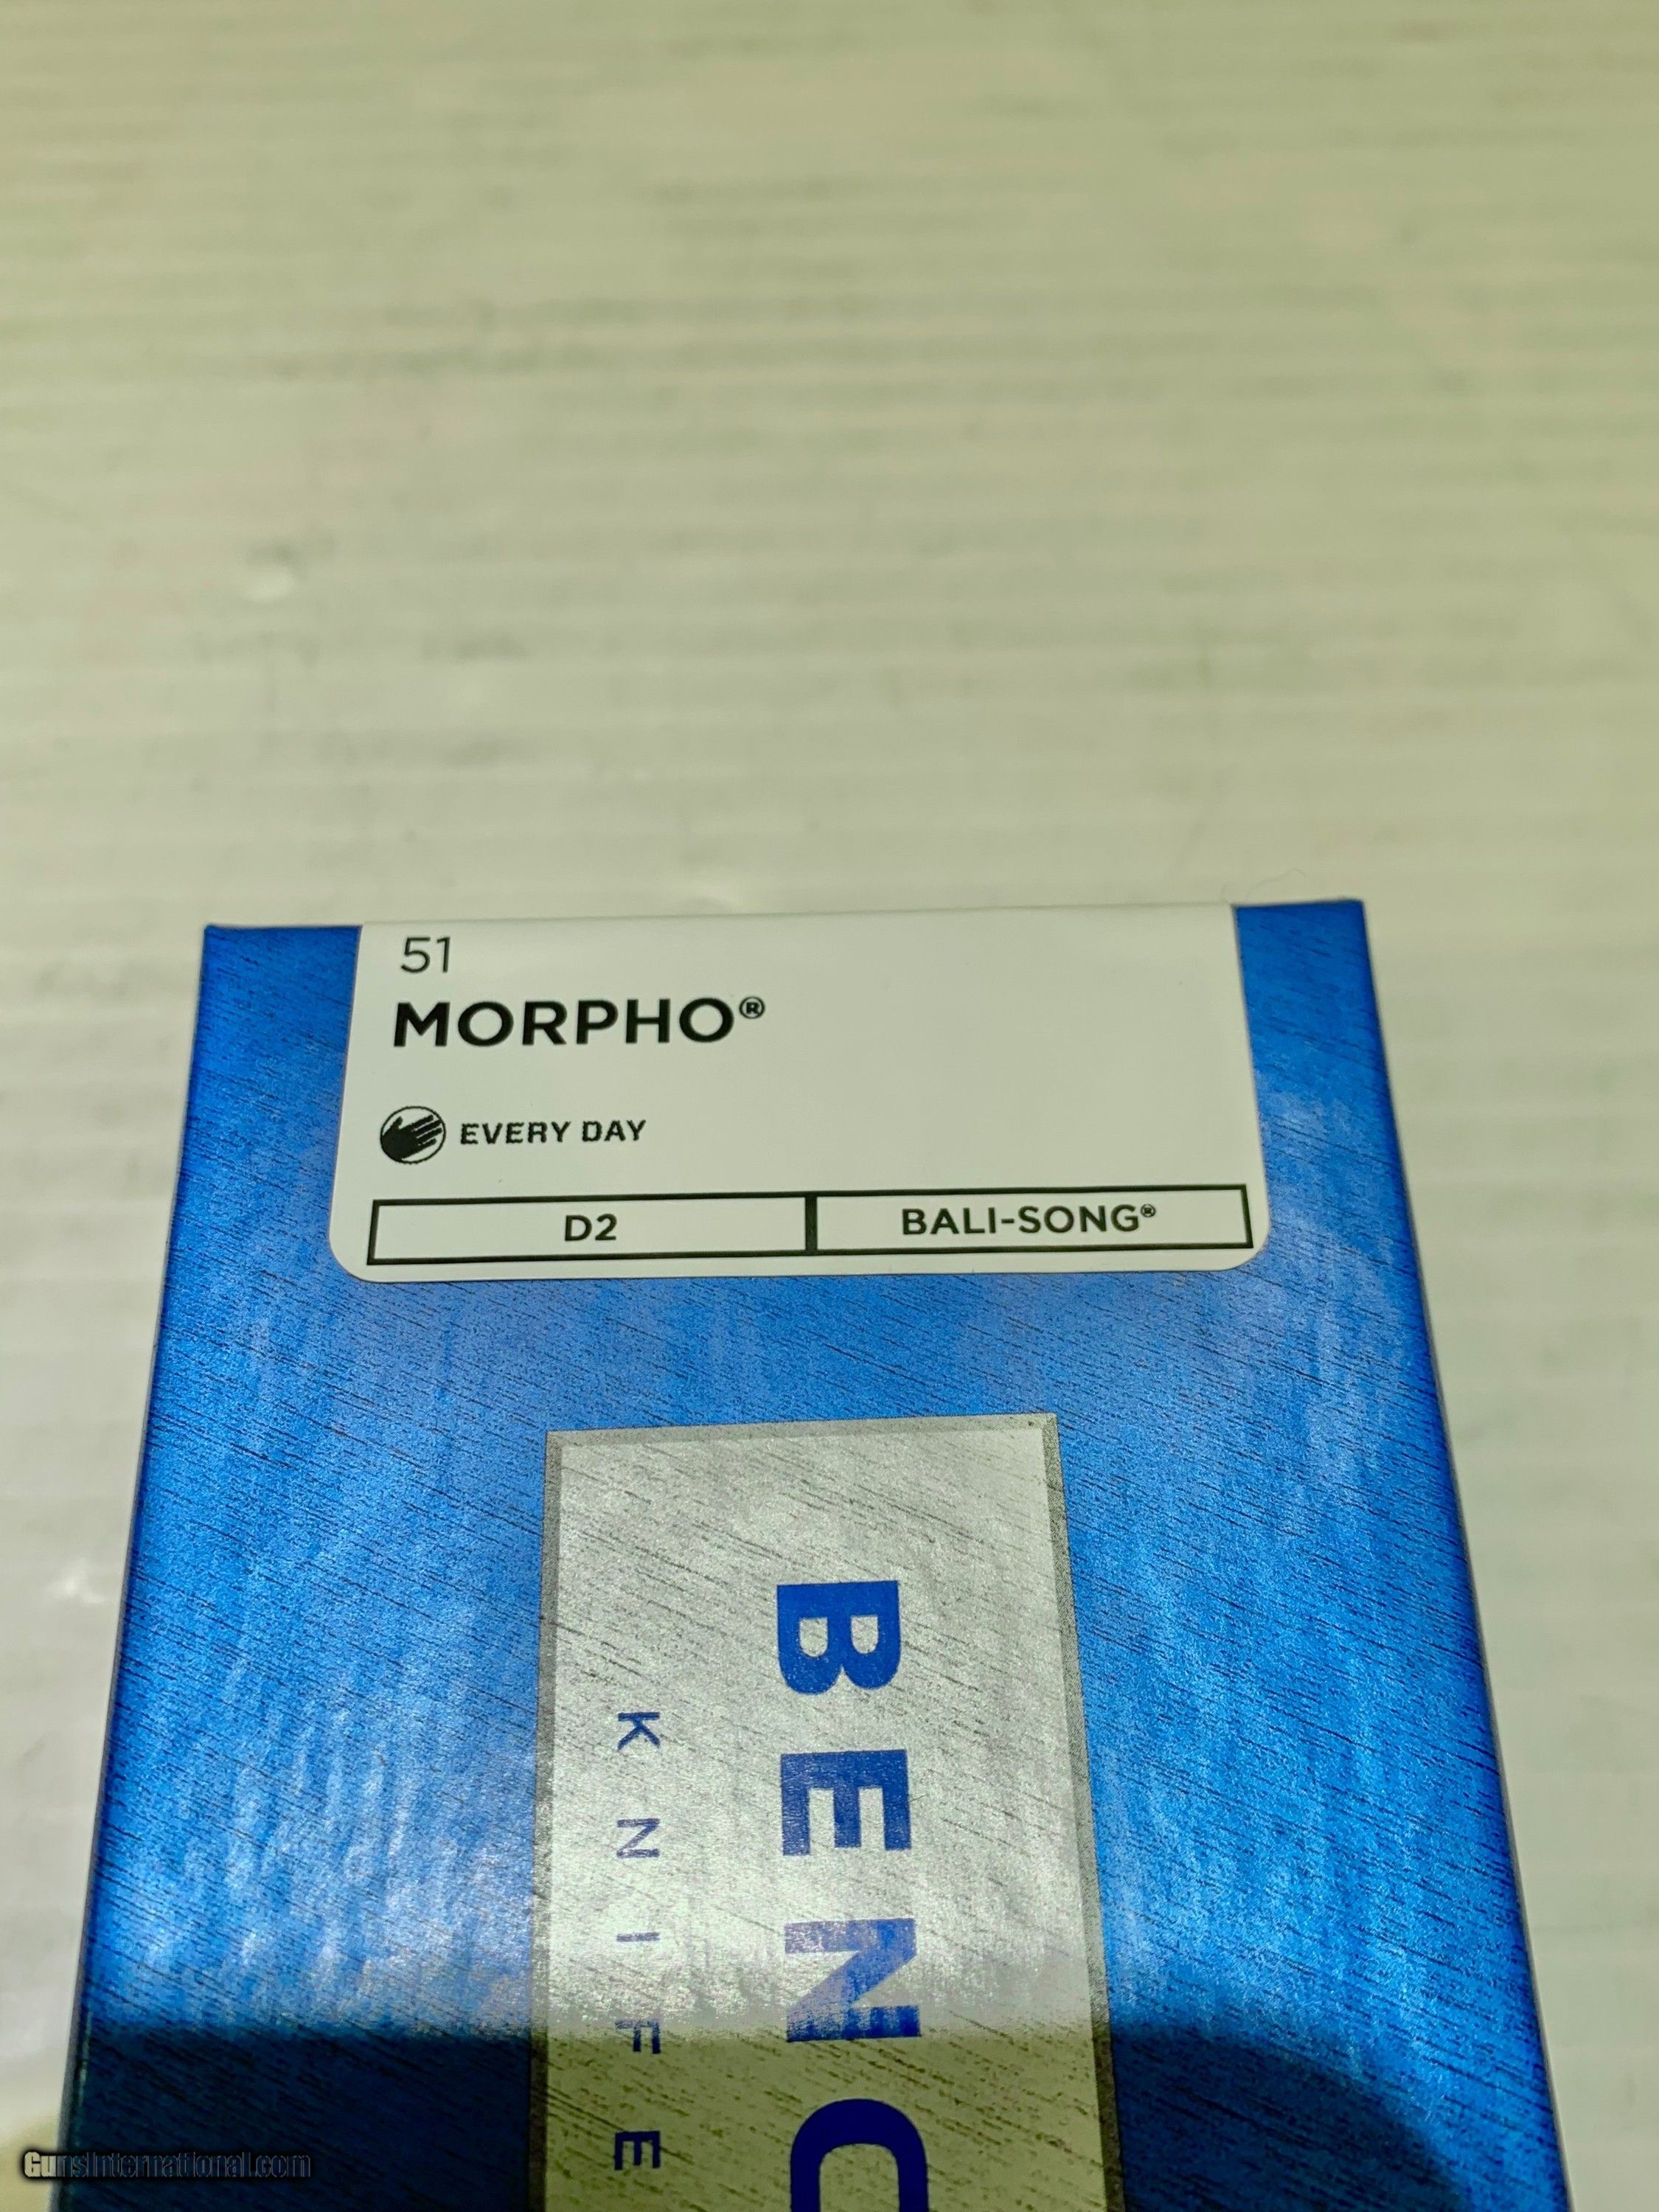 51
MORPHO®
EVERY DAY
D2
BALI-SONG®
BENC
KNIFE
GunsInternational.com